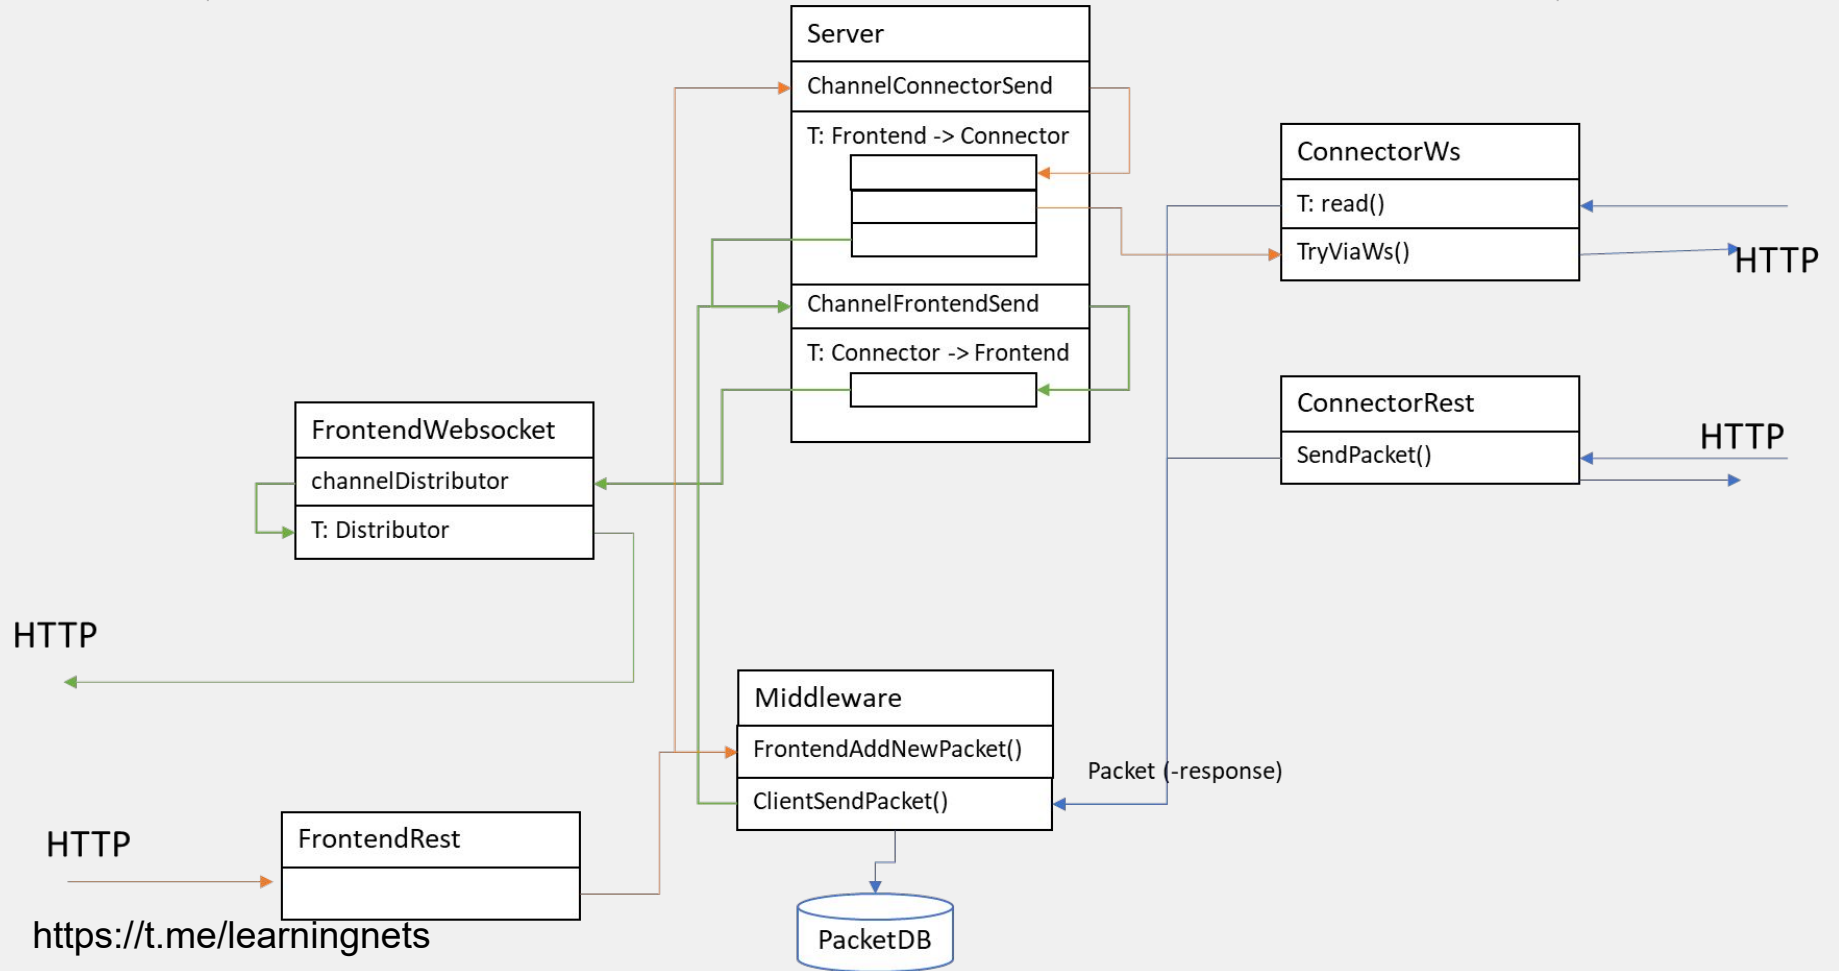 Server
ChannelConnectorSend
T: Frontend -> Connector
ChannelFrontendSend
T: Connector -> Frontend
ConnectorWs
T: read()
TryViaWs()
HTTP
ConnectorRest
SendPacket()
HTTP
FrontendWebsocket
channelDistributor
T: Distributor
HTTP
Middleware
FrontendAddNewPacket()
ClientSendPacket()
Packet (-response)
HTTP
FrontendRest
https://t.me/learningnets
PacketDB